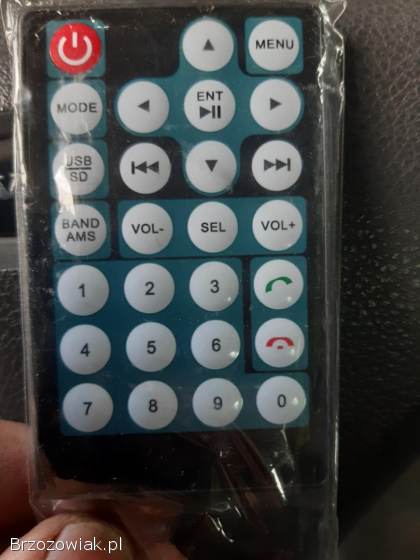 MENU
MODE
ENT
USB
SD
BAND
AMS
VOL-
SEL
VOL+
1
2
3
4
5
6
7
8
9
0
Brzozowiak.pl